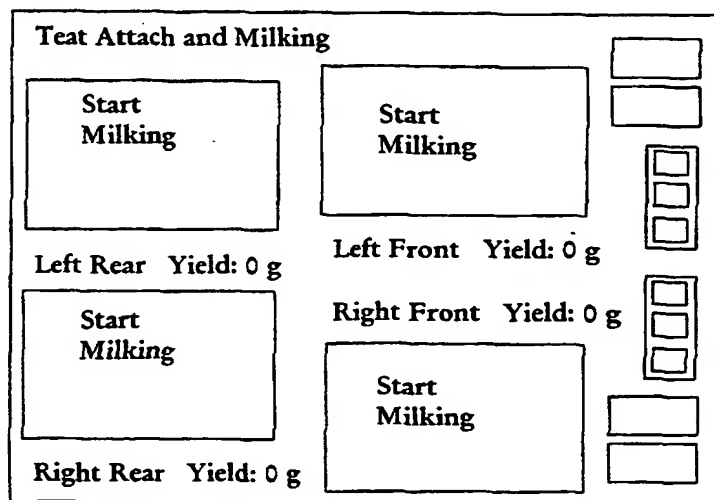 Teat Attach and Milking
Start
Milking
Start
Milking
Left Rear Yield: 0 g
Left Front Yield: 0 g
Start
Milking
Right Front Yield: 0 g
Start
Milking
Right Rear Yield: 0 g